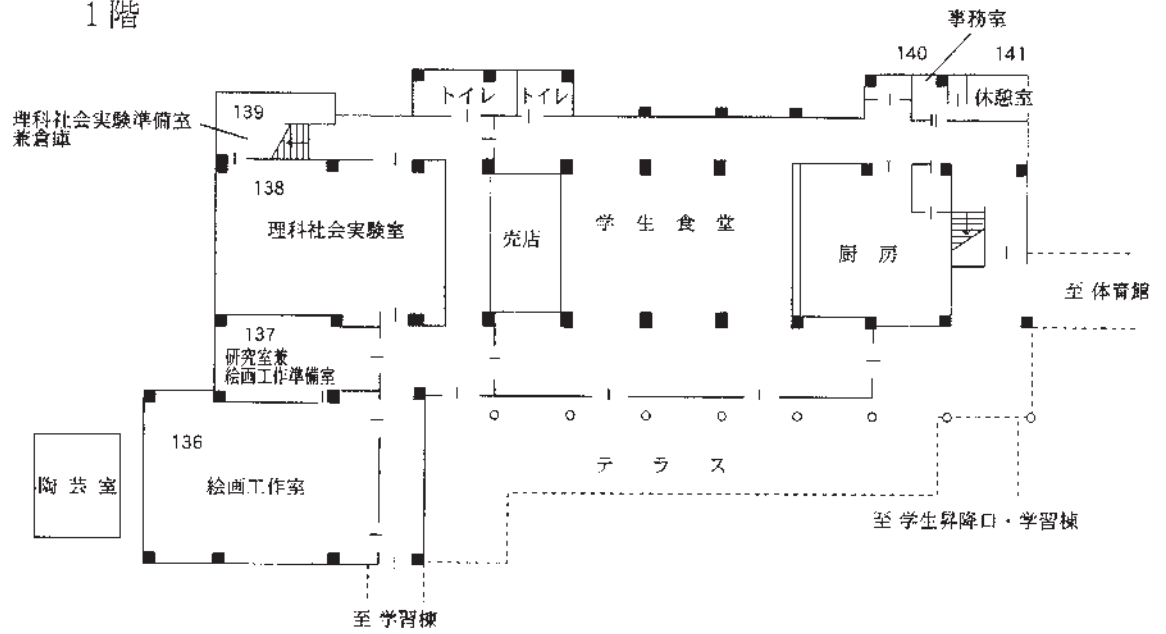 1階
事務室
140
141
トイレ
トイレ
休憩室
139
理科社会実験準備室
兼倉庫
138
理科社会実験室
売店
学生食堂
厨房
至 体育館
137
研究室兼
絵画工作準備室
136
絵画工作室
陶芸室
テラス
至 学生昇降口・学習棟
至 学習棟